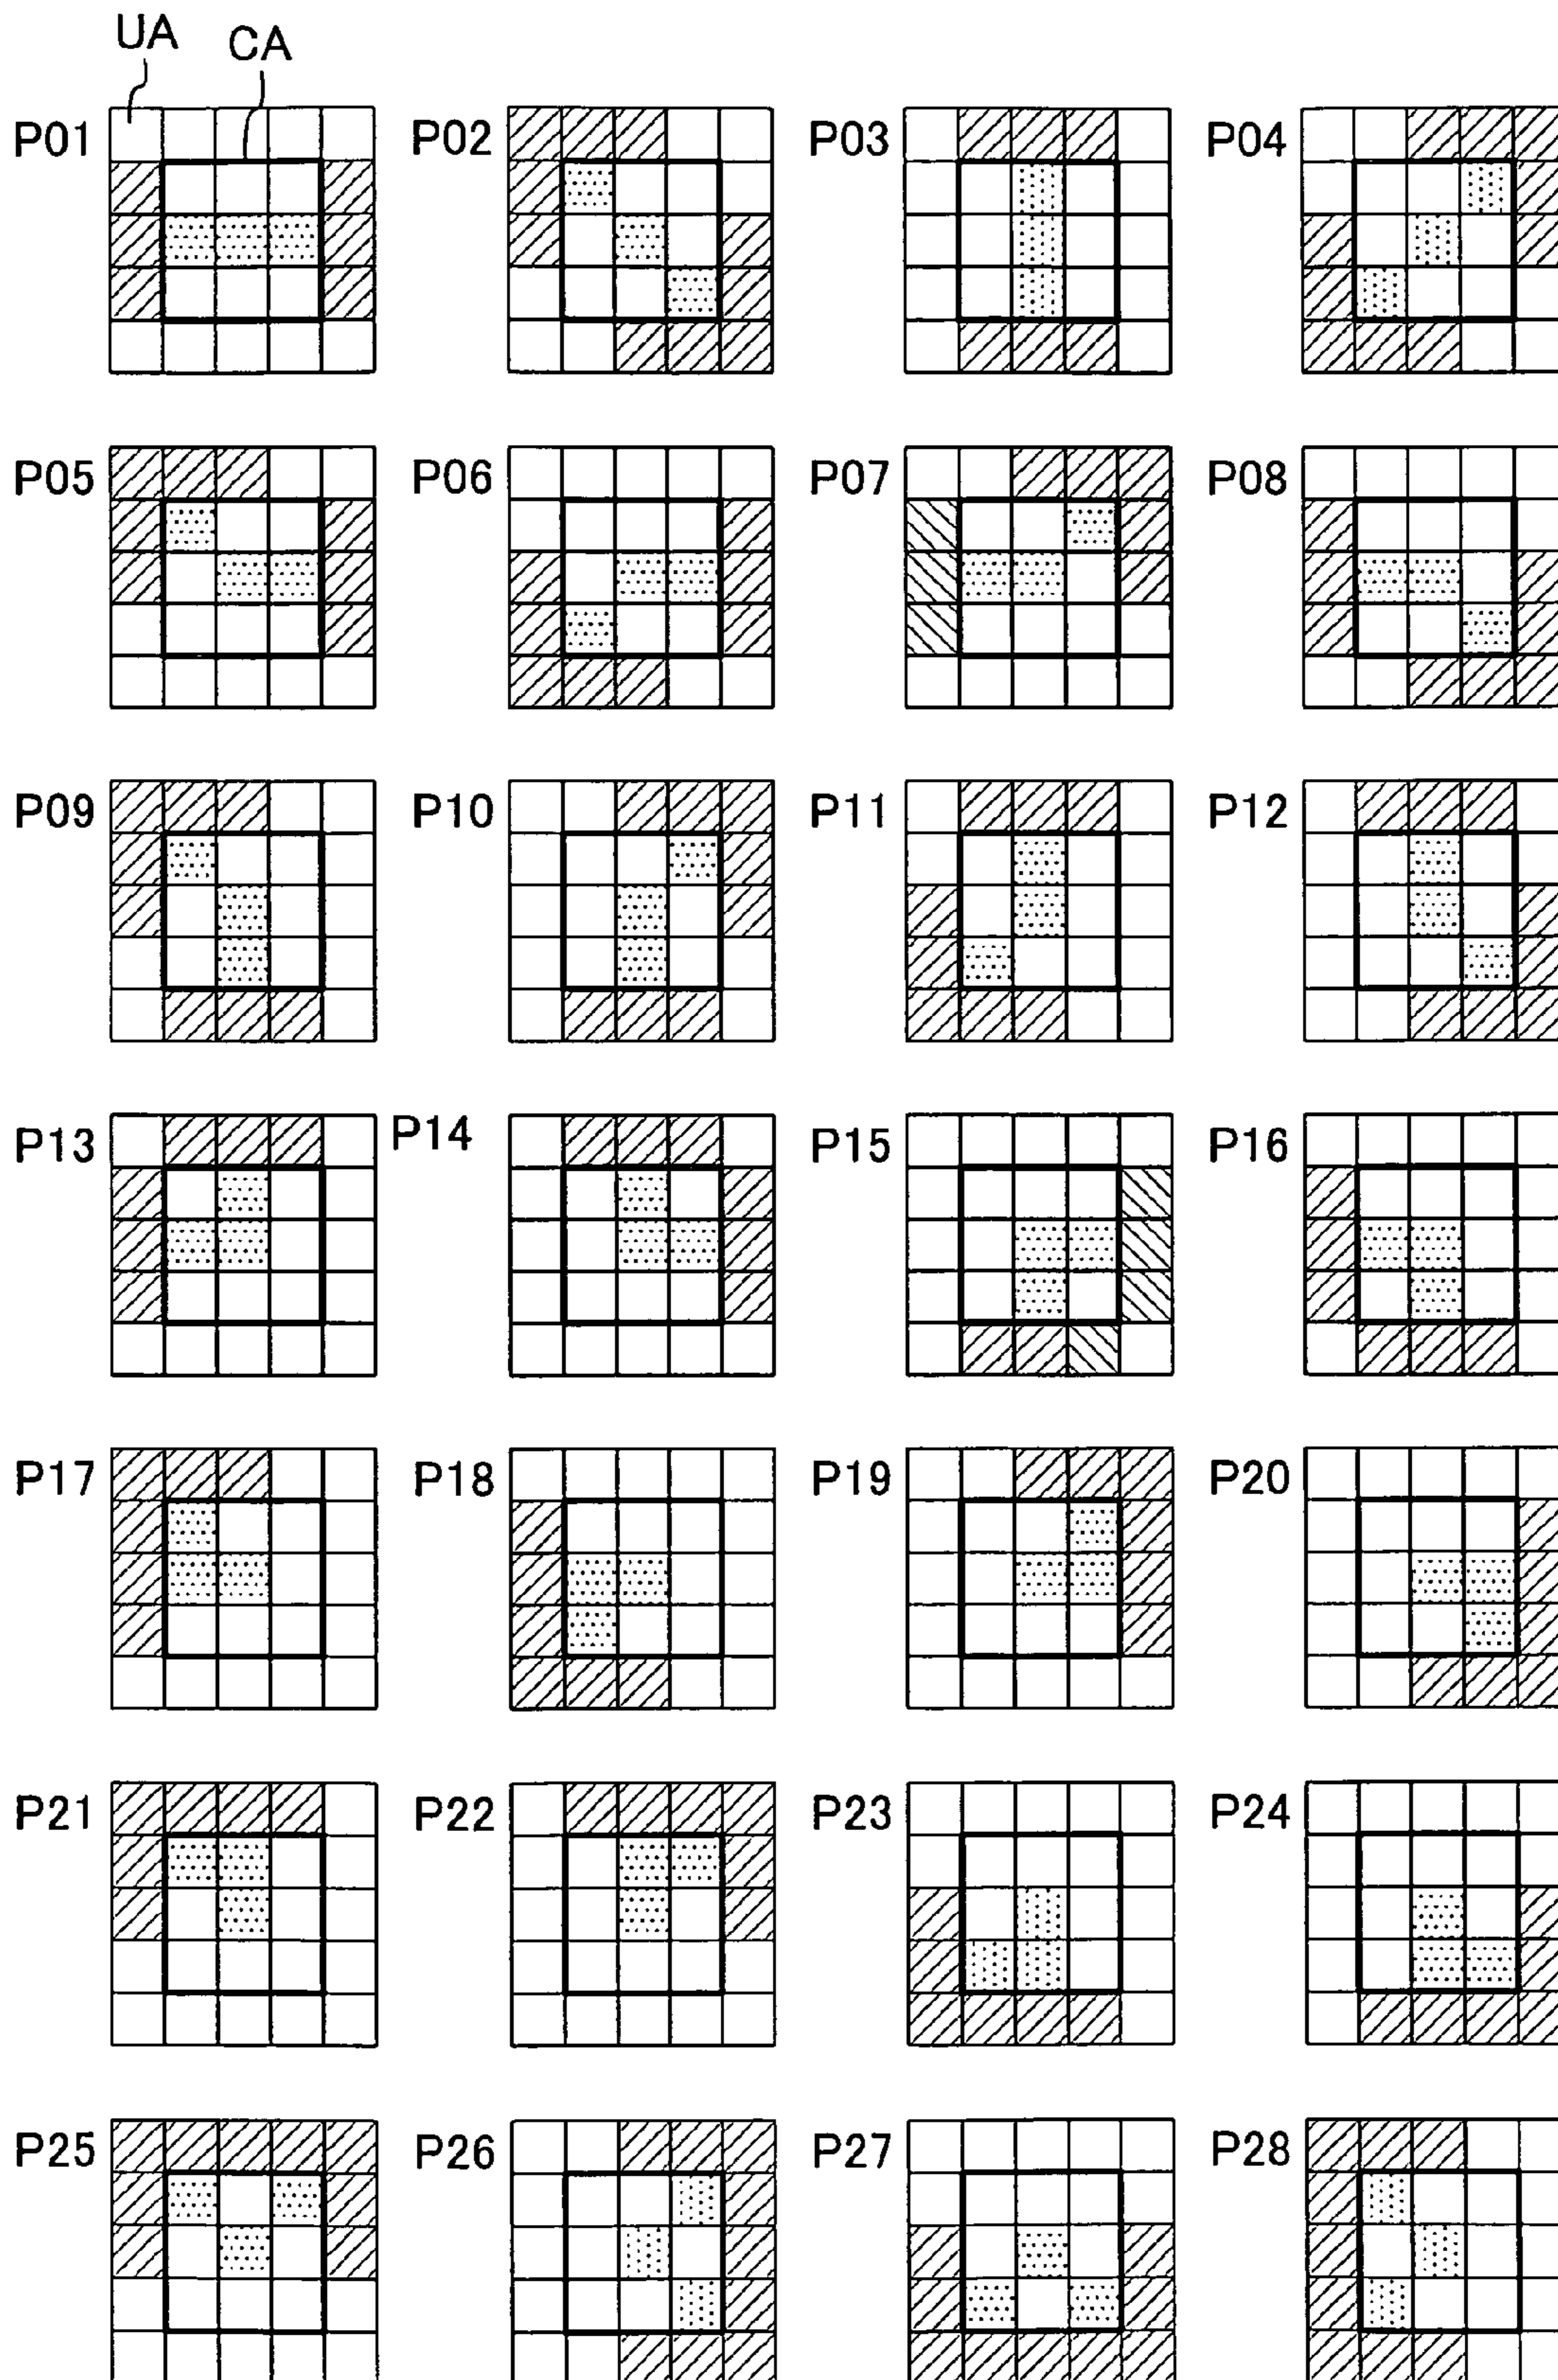 UA CA
P01 P02 P03 P04
P05 P06 P07 P08
P09 P10 P11 P12
P13 P14 P15 P16
P17 P18 P19 P20
P21 P22 P23 P24
P25 P26 P27 P28